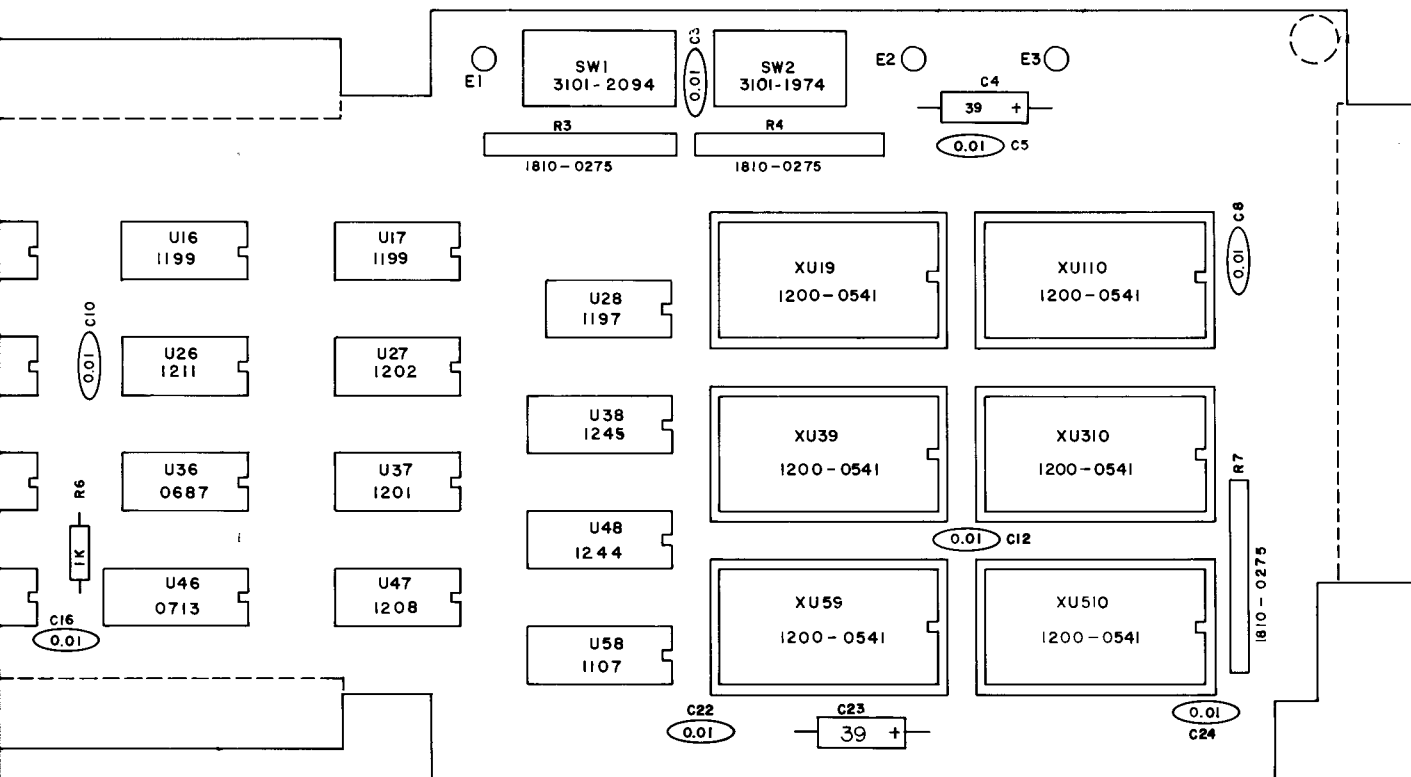 E1
SW1
3101-2094
C3
0.01
SW2
3101-1974
E2
E3
C4
39 +
R3
1810-0275
R4
1810-0275
0.01 C5
U16
1199
U17
1199
XU19
1200-0541
XU110
1200-0541
C8
0.01
U28
1197
C10
0.01
U26
1211
U27
1202
U38
1245
XU39
1200-0541
XU310
1200-0541
R7
1810-0275
R6
1K
U36
0687
U37
1201
U48
1244
0.01 C12
U46
0713
U47
1208
XU59
1200-0541
XU510
1200-0541
C16
0.01
U58
1107
C22
0.01
C23
39 +
0.01
C24